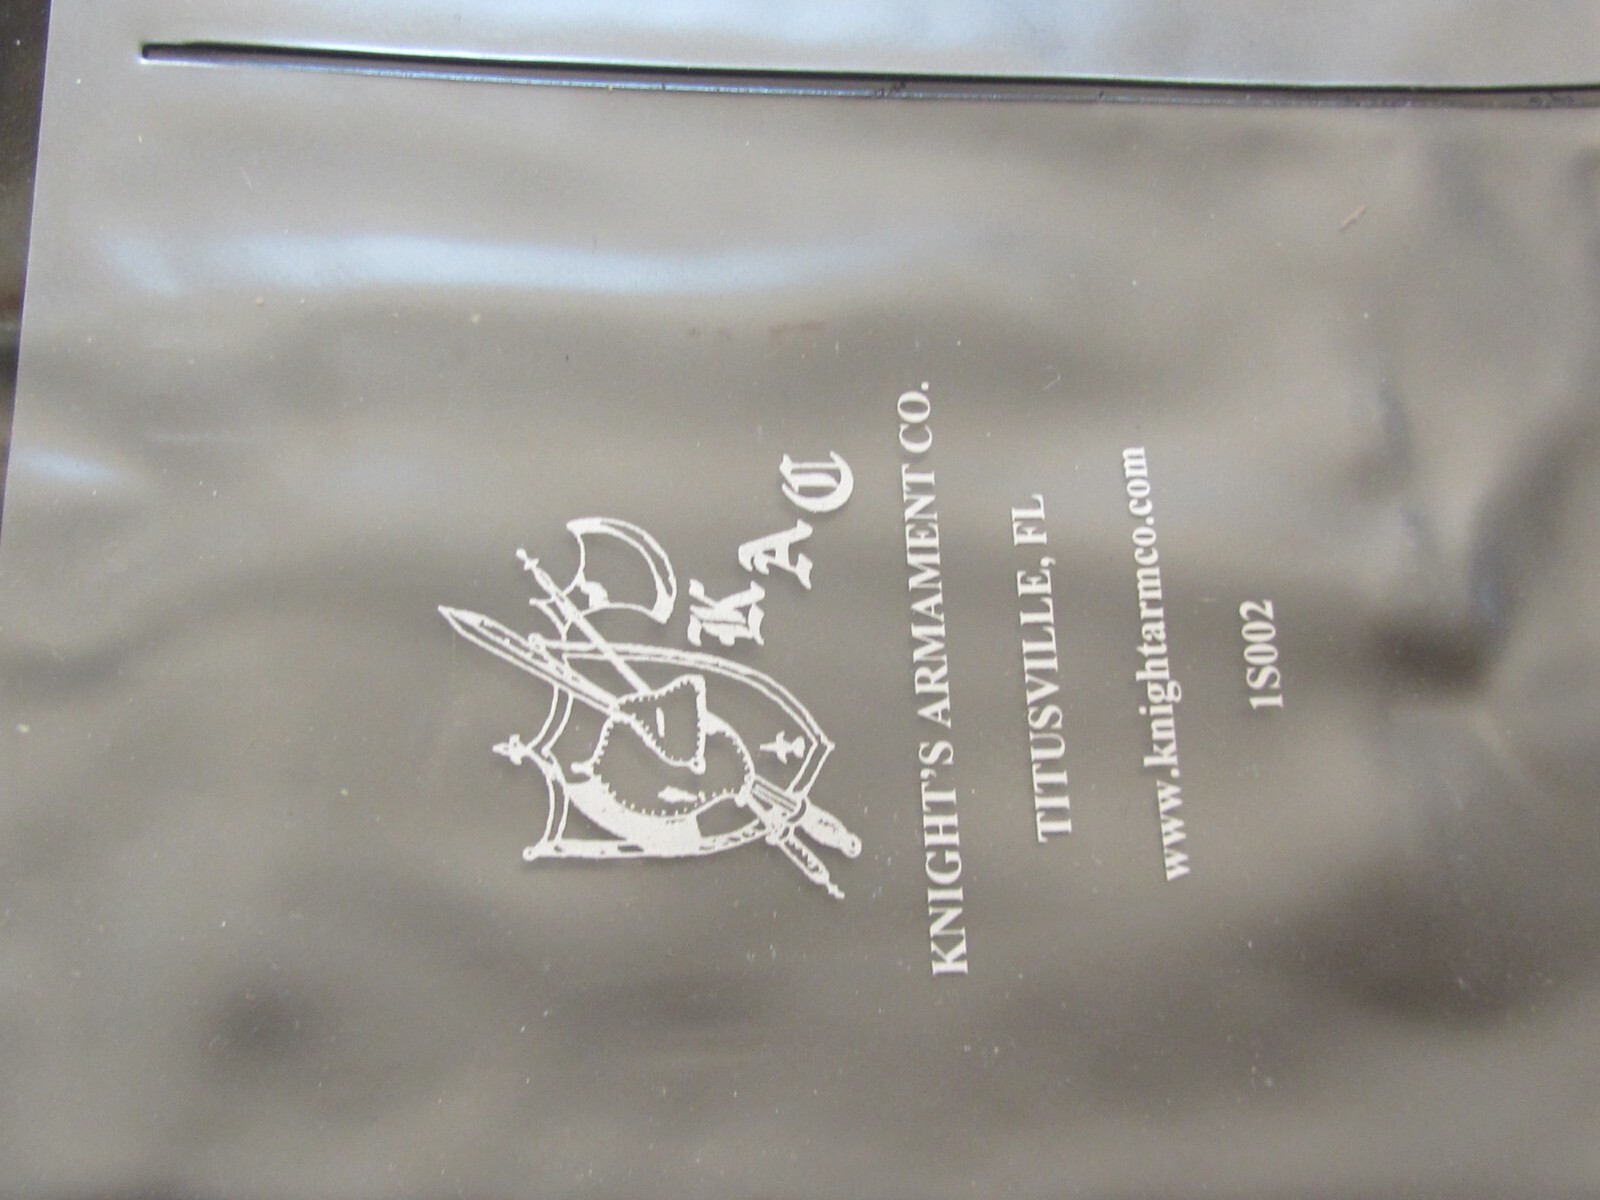 KAC
KNIGHT'S ARMAMENT CO.
TITUSVILLE, FL
www.knightarmco.com
1S002